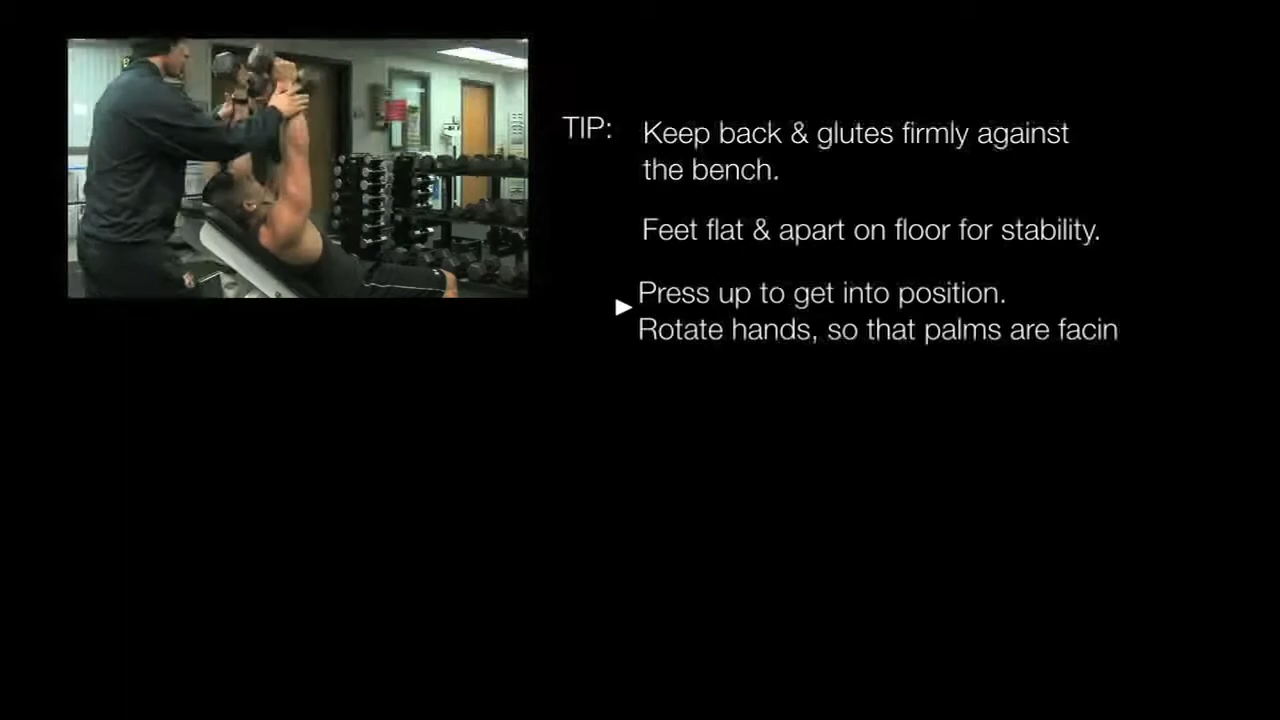 TIP: Keep back & glutes firmly against
the bench.
Feet flat & apart on floor for stability.
Press up to get into position.
Rotate hands, so that palms are facin